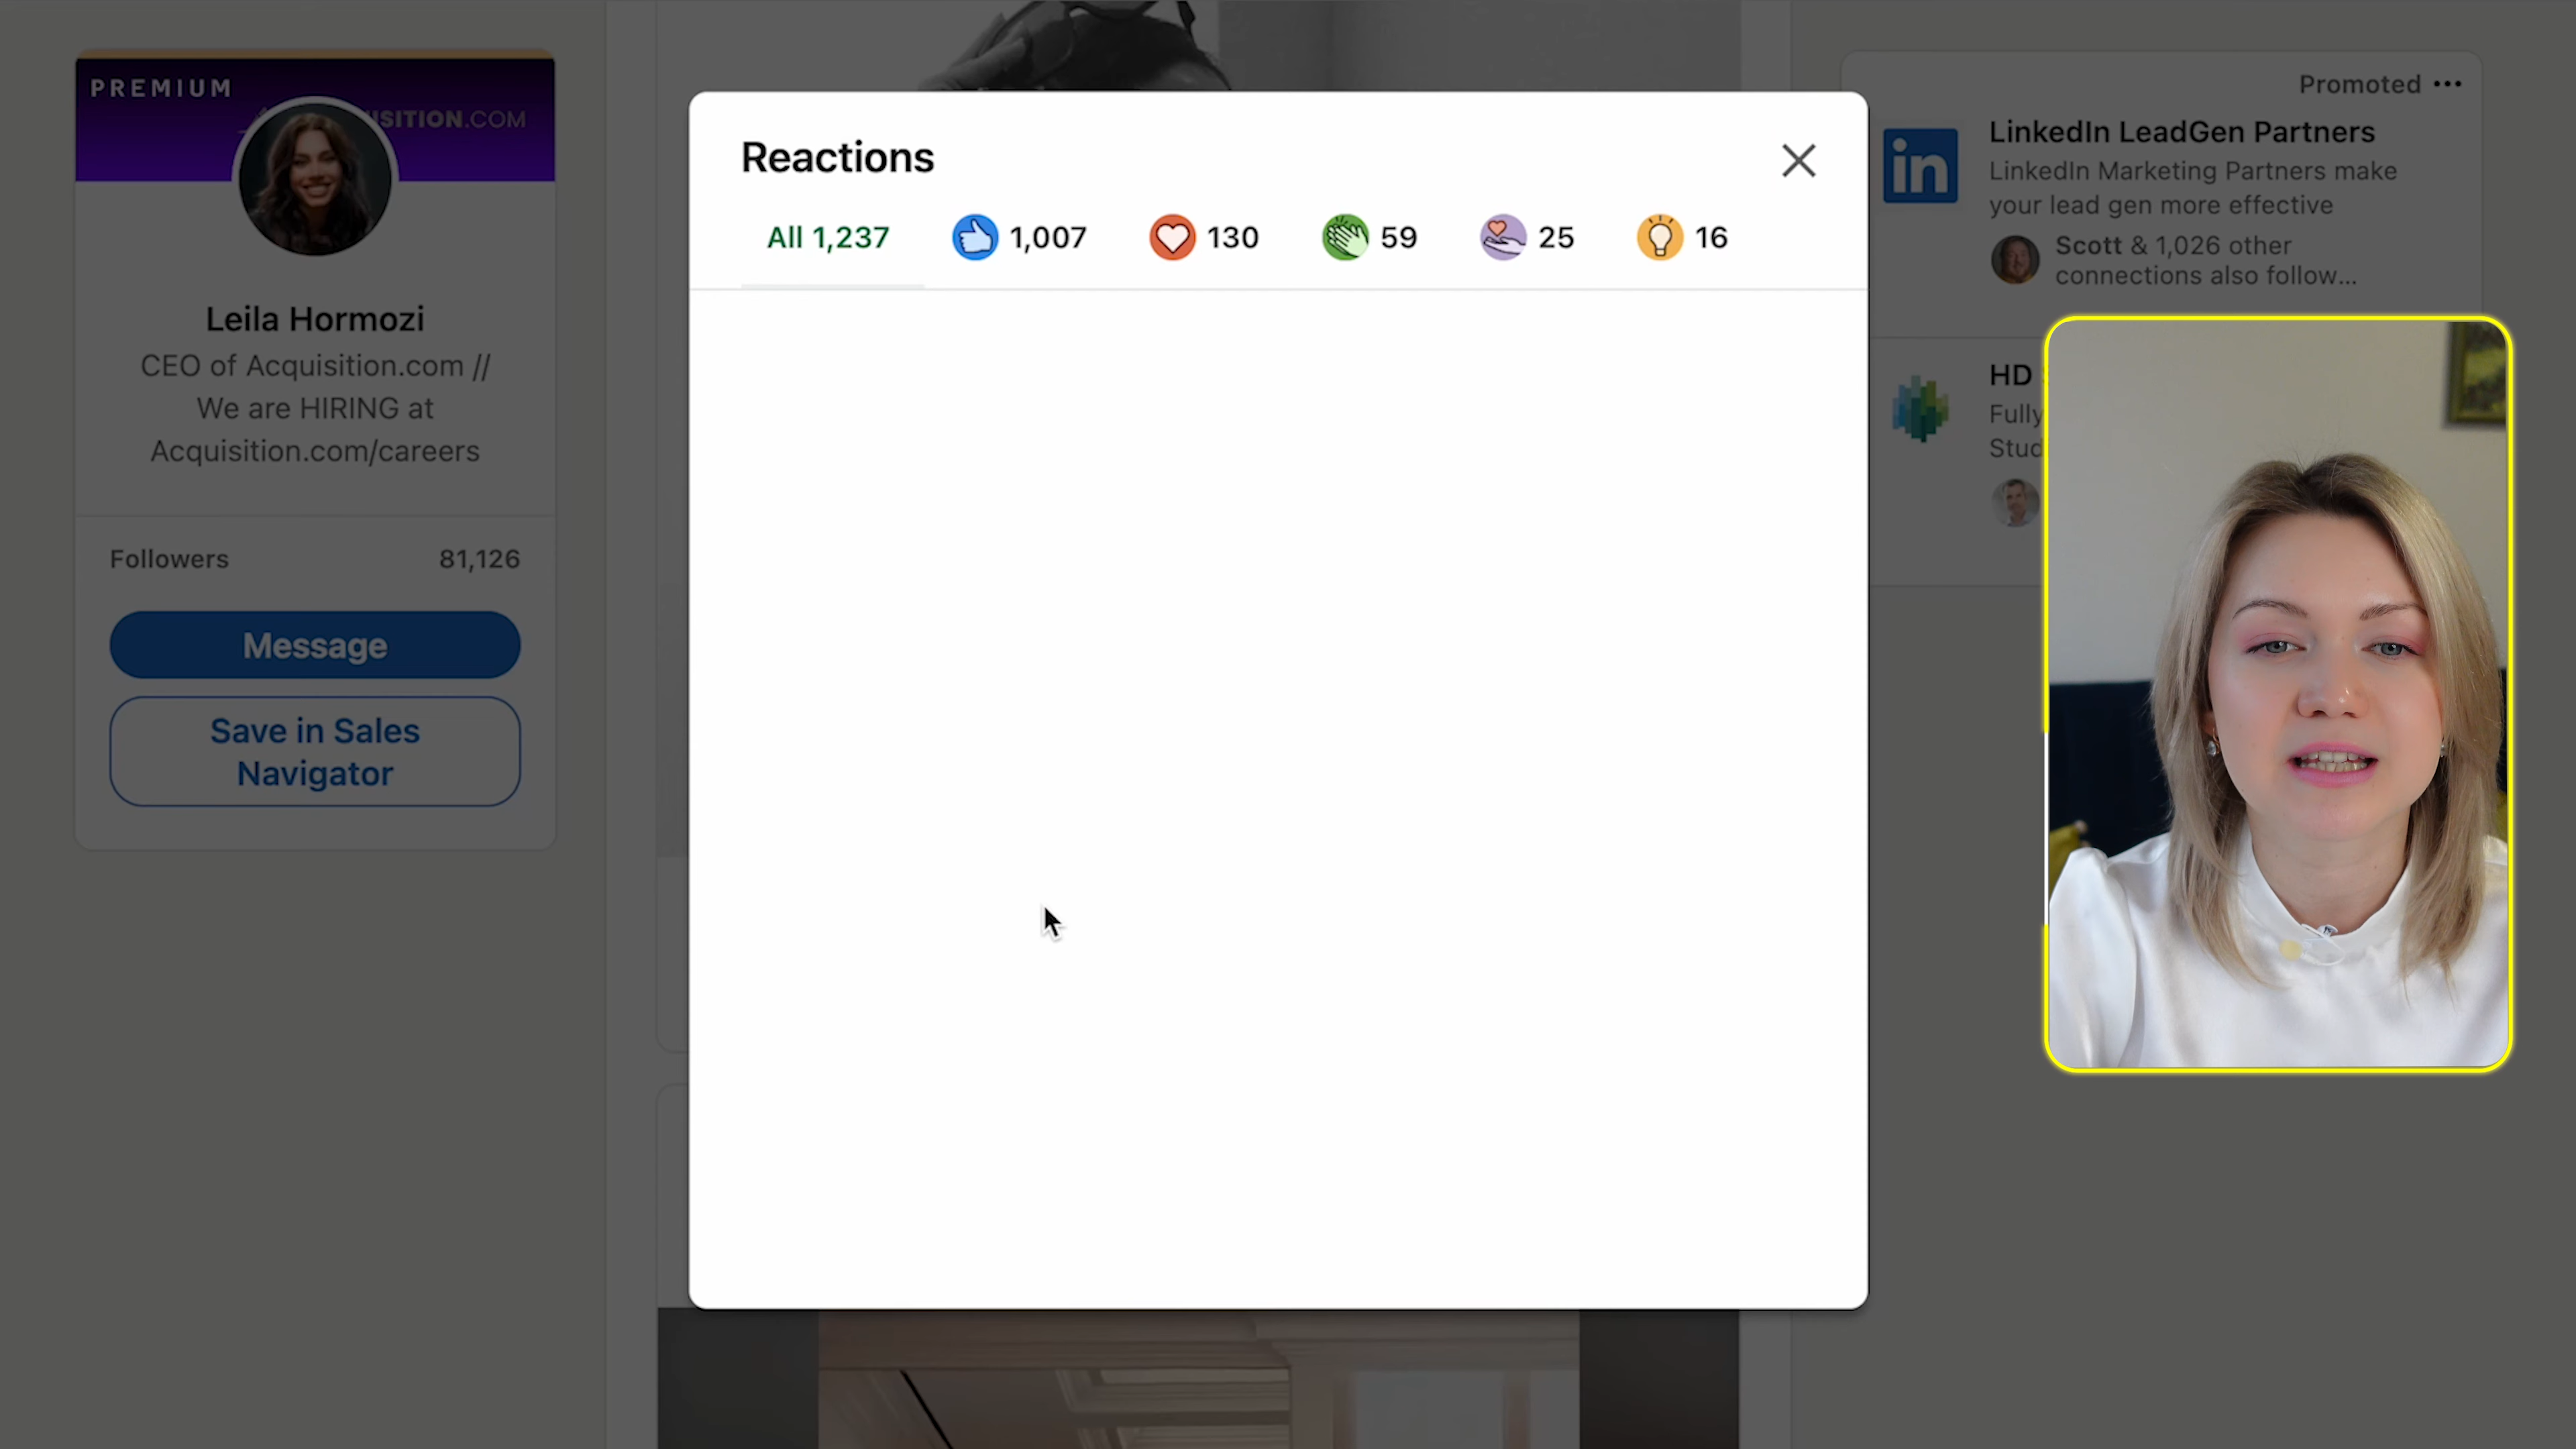 PREMIUM
ISITION.COM
Leila Hormozi
CEO of Acquisition.com //
We are HIRING at
Acquisition.com/careers
Followers 81,126
Message
Save in Sales
Navigator
Reactions
All 1,237 1,007 130 59 25 16
Promoted
LinkedIn LeadGen Partners
in
LinkedIn Marketing Partners make
your lead gen more effective
Scott & 1,026 other
connections also follow...
HD
Fully
Stud